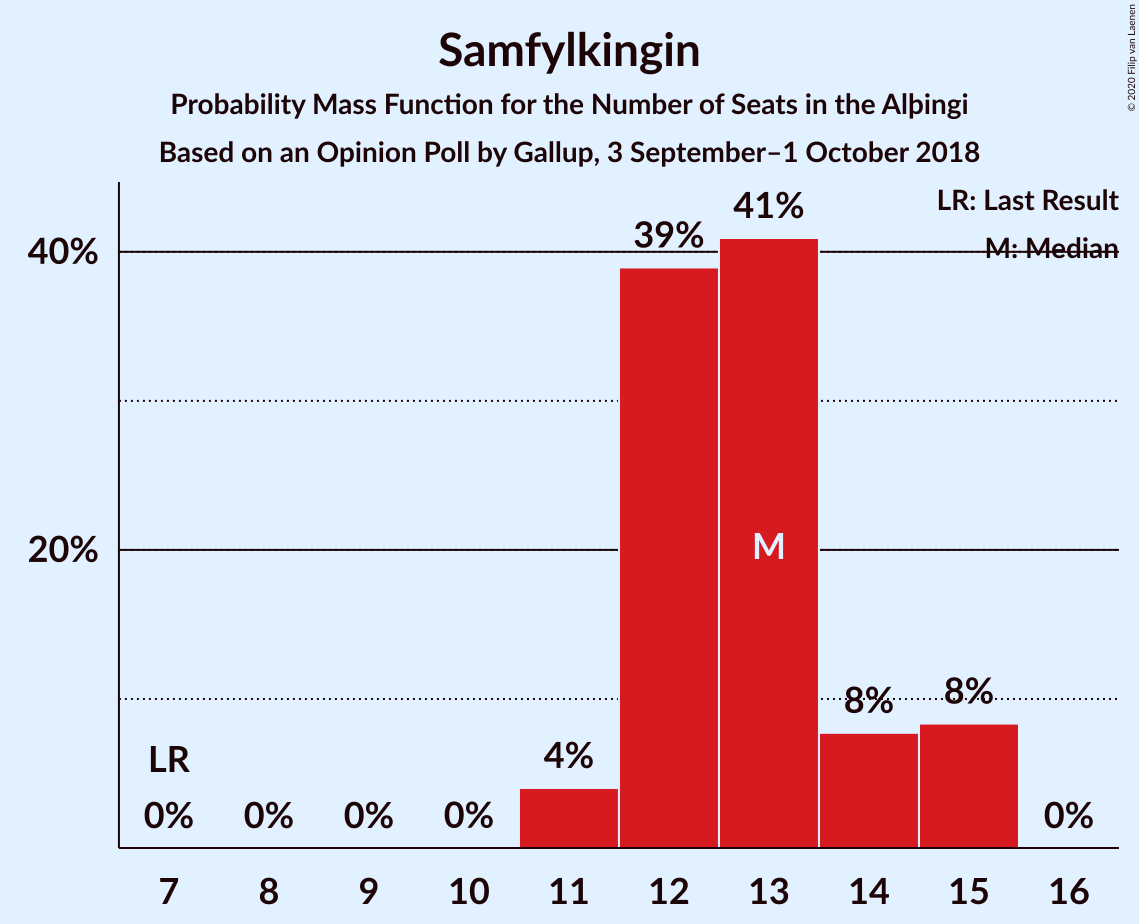 Samfylkingin
Probability Mass Function for the Number of Seats in the Alþingi
Based on an Opinion Poll by Gallup, 3 September–1 October 2018
© 2020 Filip van Laenen
LR: Last Result
M: Median
40%
20%
LR
0%
0%
0%
0%
4%
39%
41%
M
8%
8%
0%
7 8 9 10 11 12 13 14 15 16